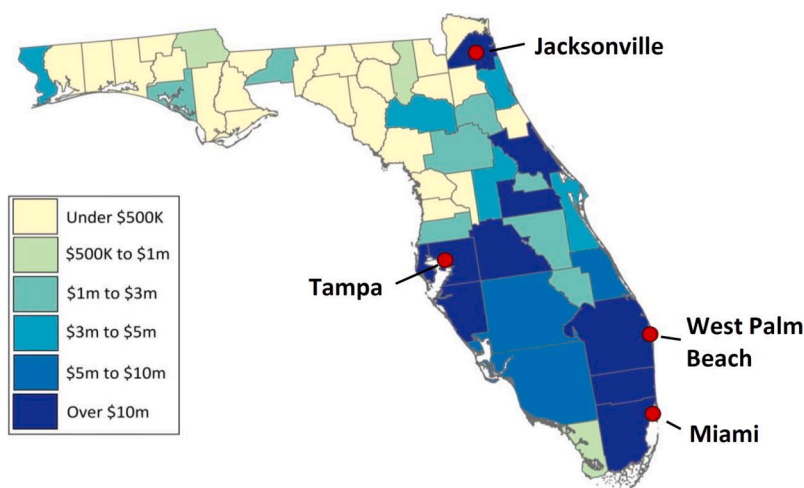 Jacksonville
Under $500K
$500K to $1m
$1m to $3m
$3m to $5m
$5m to $10m
Over $10m
Tampa
West Palm
Beach
Miami